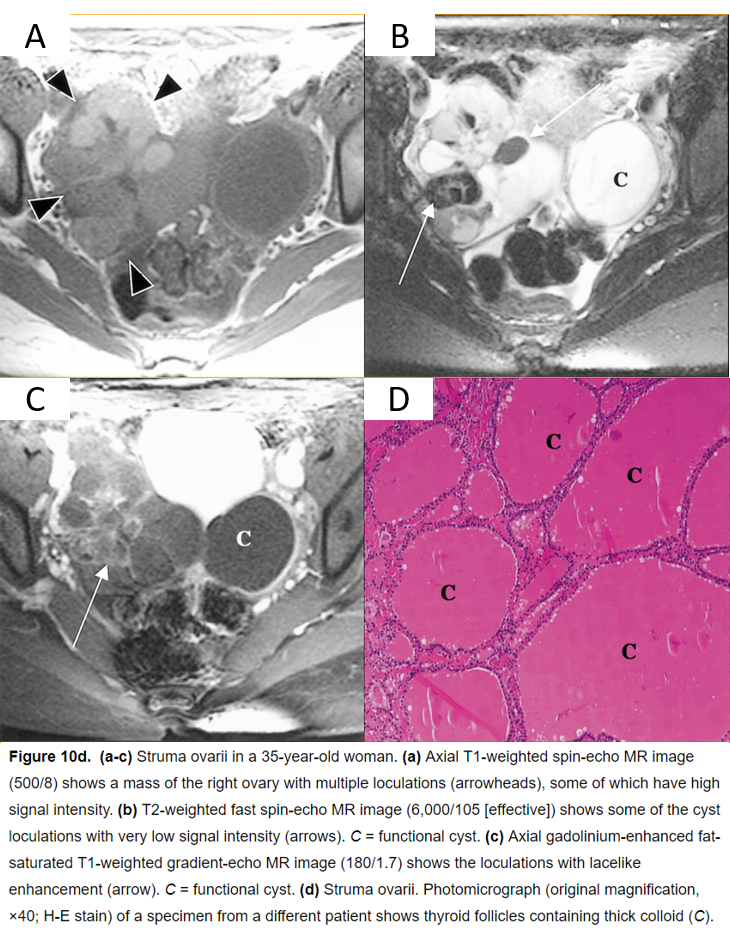 A
B
C
C
D
C
C
C
C
C
Figure 10d. (a-c) Struma ovarii in a 35-year-old woman. (a) Axial T1-weighted spin-echo MR image
(500/8) shows a mass of the right ovary with multiple loculations (arrowheads), some of which have high
signal intensity. (b) T2-weighted fast spin-echo MR image (6,000/105 [effective]) shows some of the cyst
loculations with very low signal intensity (arrows). C = functional cyst. (c) Axial gadolinium-enhanced fat-
saturated T1-weighted gradient-echo MR image (180/1.7) shows the loculations with lacelike
enhancement (arrow). C = functional cyst. (d) Struma ovarii. Photomicrograph (original magnification,
×40; H-E stain) of a specimen from a different patient shows thyroid follicles containing thick colloid (C).